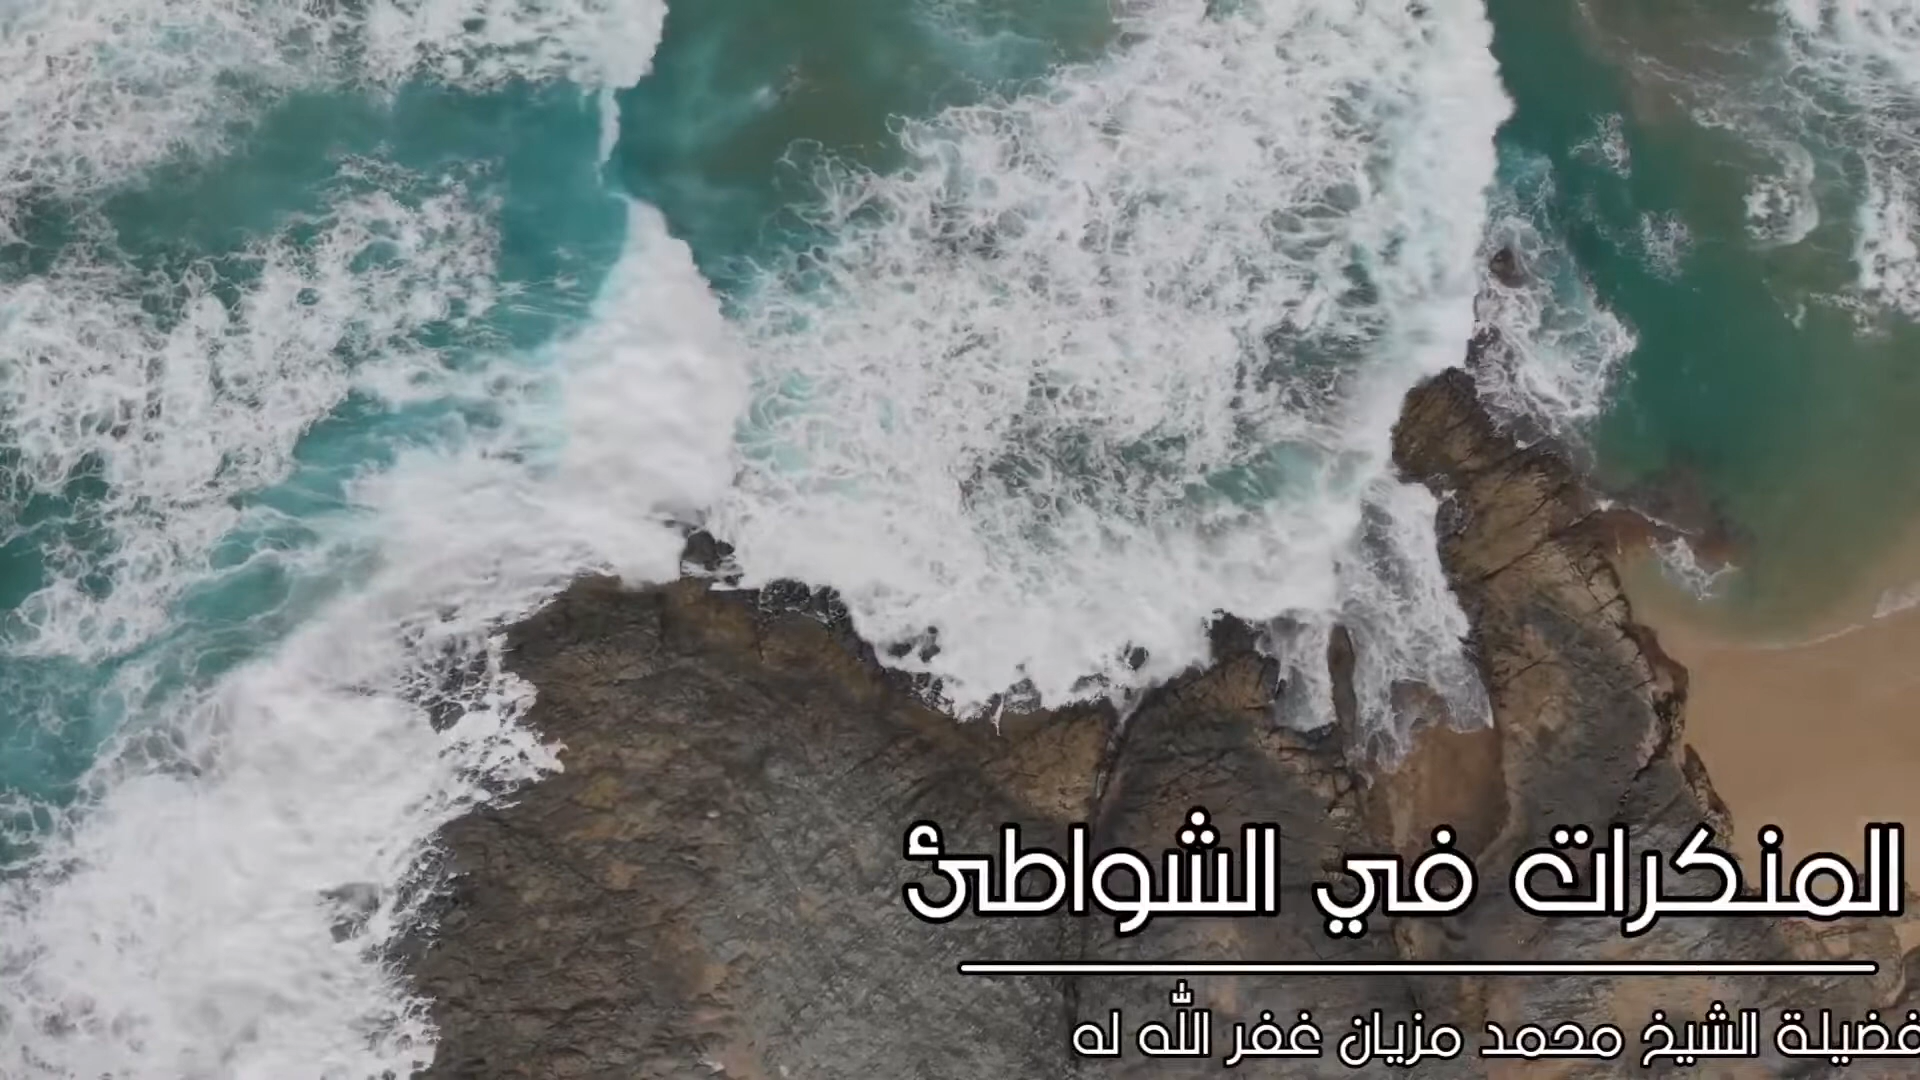 المنكرات في الشواطئ
فضيلة الشيخ محمد مزيان غفر الله له